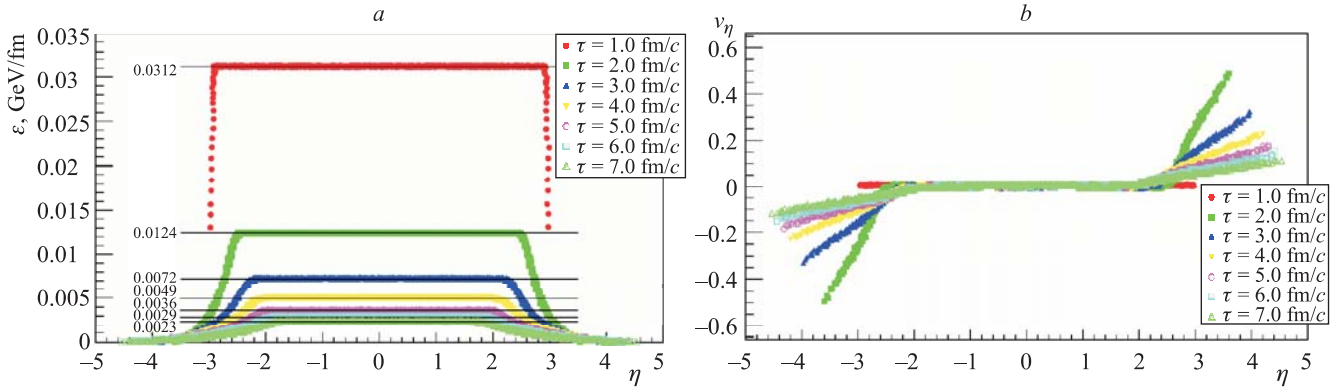 a
ε, GeV/fm
0.035
0.030
0.025
0.020
0.015
0.010
0.005
0
0.0312
0.0124
0.0072
0.0049
0.0036
0.0029
0.0023
τ = 1.0 fm/c
τ = 2.0 fm/c
τ = 3.0 fm/c
τ = 4.0 fm/c
τ = 5.0 fm/c
τ = 6.0 fm/c
τ = 7.0 fm/c
–5 –4 –3 –2 –1 0 1 2 3 4 5
η
b
vη
0.6
0.4
0.2
0
–0.2
–0.4
–0.6
τ = 1.0 fm/c
τ = 2.0 fm/c
τ = 3.0 fm/c
τ = 4.0 fm/c
τ = 5.0 fm/c
τ = 6.0 fm/c
τ = 7.0 fm/c
–5 –4 –3 –2 –1 0 1 2 3 4 5
η